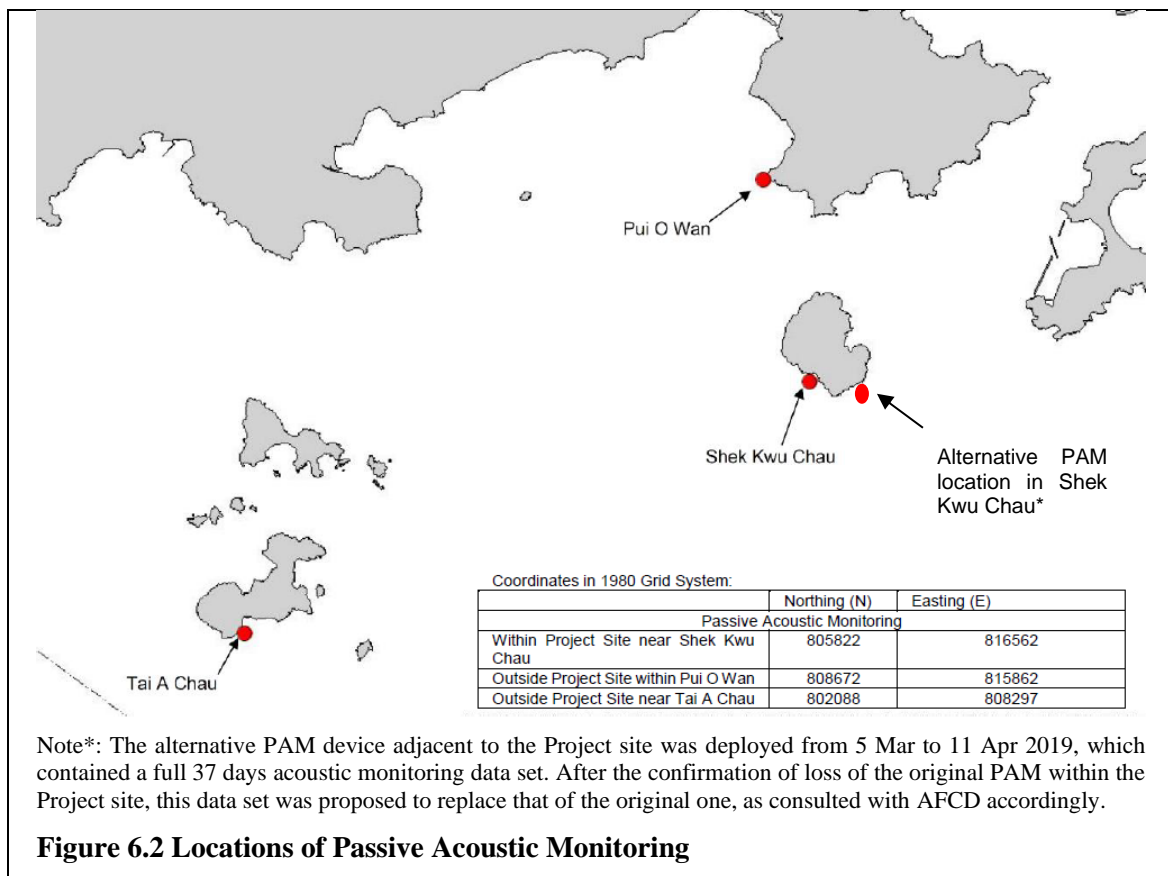 Pui O Wan
Shek Kwu Chau
Alternative PAM
location in Shek
Kwu Chau*
Tai A Chau
Coordinates in 1980 Grid System:
Northing (N) Easting (E)
Passive Acoustic Monitoring
Within Project Site near Shek Kwu 805822 816562
Chau
Outside Project Site within Pui O Wan 808672 815862
Outside Project Site near Tai A Chau 802088 808297
Note*: The alternative PAM device adjacent to the Project site was deployed from 5 Mar to 11 Apr 2019, which
contained a full 37 days acoustic monitoring data set. After the confirmation of loss of the original PAM within the
Project site, this data set was proposed to replace that of the original one, as consulted with AFCD accordingly.
Figure 6.2 Locations of Passive Acoustic Monitoring